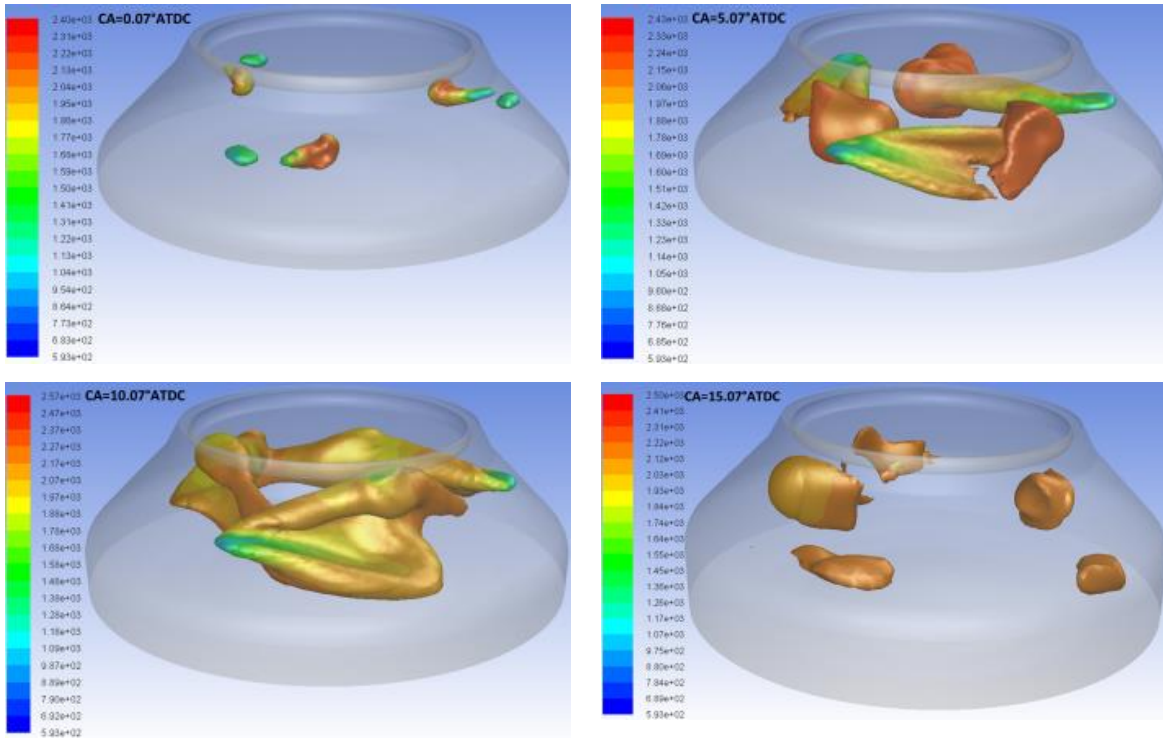 CA=0.07°ATDC
2.40e+03
2.31e+03
2.22e+03
2.13e+03
2.04e+03
1.95e+03
1.86e+03
1.77e+03
1.68e+03
1.59e+03
1.50e+03
1.41e+03
1.31e+03
1.22e+03
1.13e+03
1.04e+03
9.54e+02
8.64e+02
7.73e+02
6.83e+02
5.93e+02
CA=5.07°ATDC
2.43e+03
2.33e+03
2.24e+03
2.15e+03
2.06e+03
1.97e+03
1.88e+03
1.78e+03
1.69e+03
1.60e+03
1.51e+03
1.42e+03
1.33e+03
1.23e+03
1.14e+03
1.05e+03
9.60e+02
8.68e+02
7.76e+02
6.85e+02
5.93e+02
CA=10.07°ATDC
2.57e+03
2.47e+03
2.37e+03
2.27e+03
2.17e+03
2.07e+03
1.97e+03
1.88e+03
1.78e+03
1.68e+03
1.58e+03
1.48e+03
1.38e+03
1.28e+03
1.18e+03
1.09e+03
9.87e+02
8.89e+02
7.90e+02
6.92e+02
5.93e+02
CA=15.07°ATDC
2.50e+03
2.41e+03
2.31e+03
2.22e+03
2.12e+03
2.03e+03
1.93e+03
1.84e+03
1.74e+03
1.64e+03
1.55e+03
1.45e+03
1.36e+03
1.26e+03
1.17e+03
1.07e+03
9.75e+02
8.80e+02
7.84e+02
6.89e+02
5.93e+02